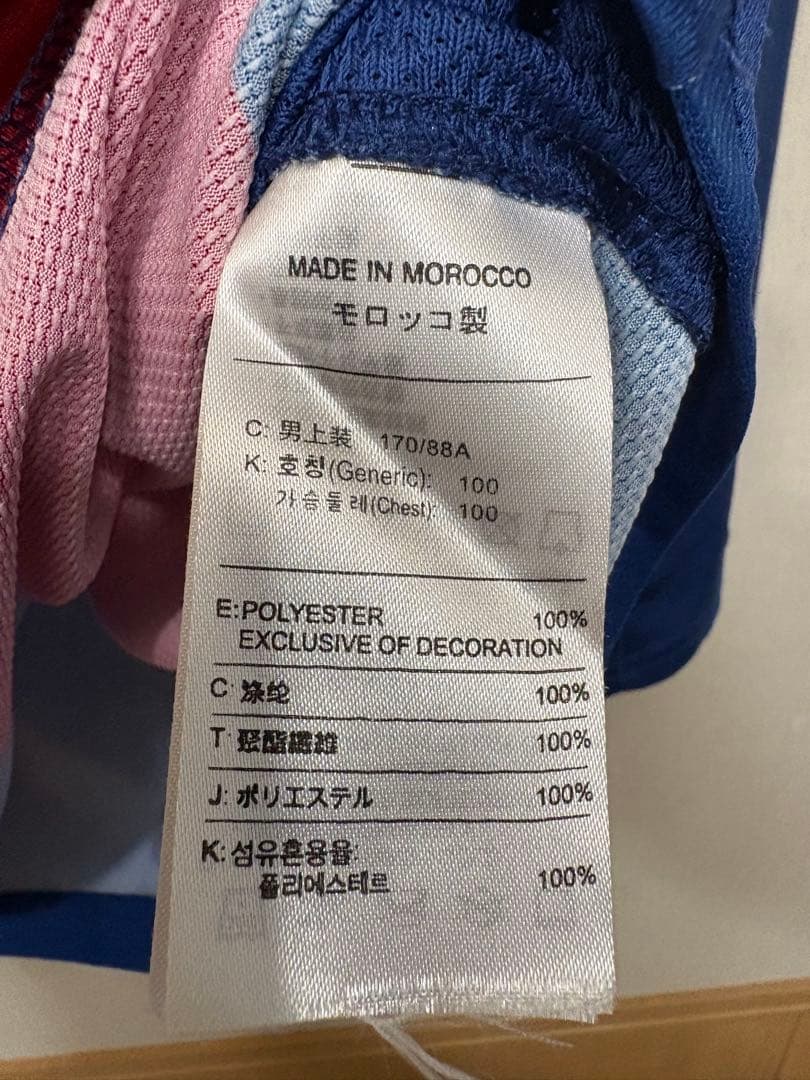 MADE IN MOROCCO
モロッコ製
C: 男上装 170/88A
K: 호칭(Generic): 100
가슴둘레(Chest): 100
E:POLYESTER 100%
EXCLUSIVE OF DECORATION
C: 涤纶 100%
T: 聚酯纖維 100%
J: ポリエステル 100%
K: 섬유혼용율:
폴리에스테르 100%